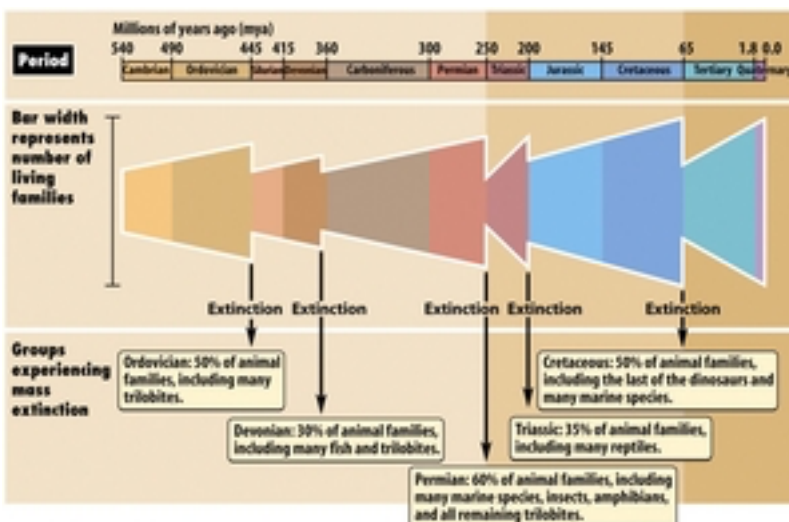 Millions of years ago (mya)
540 490 445 415 360 300 250 200 145 65 1.8 0.0
Period
Cambrian Ordovician Silurian Devonian Carboniferous Permian Triassic Jurassic Cretaceous Tertiary Quaternary
Bar width
represents
number of
living
families
Extinction Extinction Extinction Extinction Extinction
Groups
experiencing
mass
extinction
Ordovician: 50% of animal
families, including many
trilobites.
Cretaceous: 50% of animal families,
including the last of the dinosaurs and
many marine species.
Devonian: 30% of animal families,
including many fish and trilobites.
Triassic: 35% of animal families,
including many reptiles.
Permian: 60% of animal families, including
many marine species, insects, amphibians,
and all remaining trilobites.